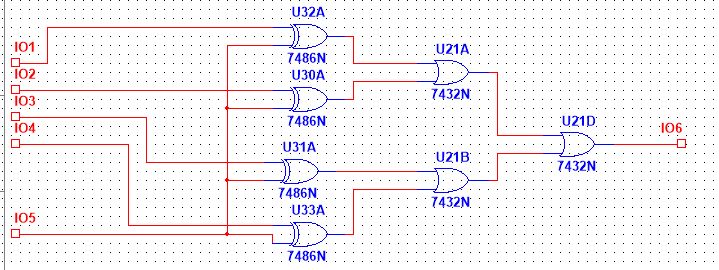 U32A
IO1
7486N
U21A
IO2
U30A
7432N
IO3
7486N
U21D
IO4
IO6
U31A
U21B
7432N
7486N
7432N
U33A
IO5
7486N